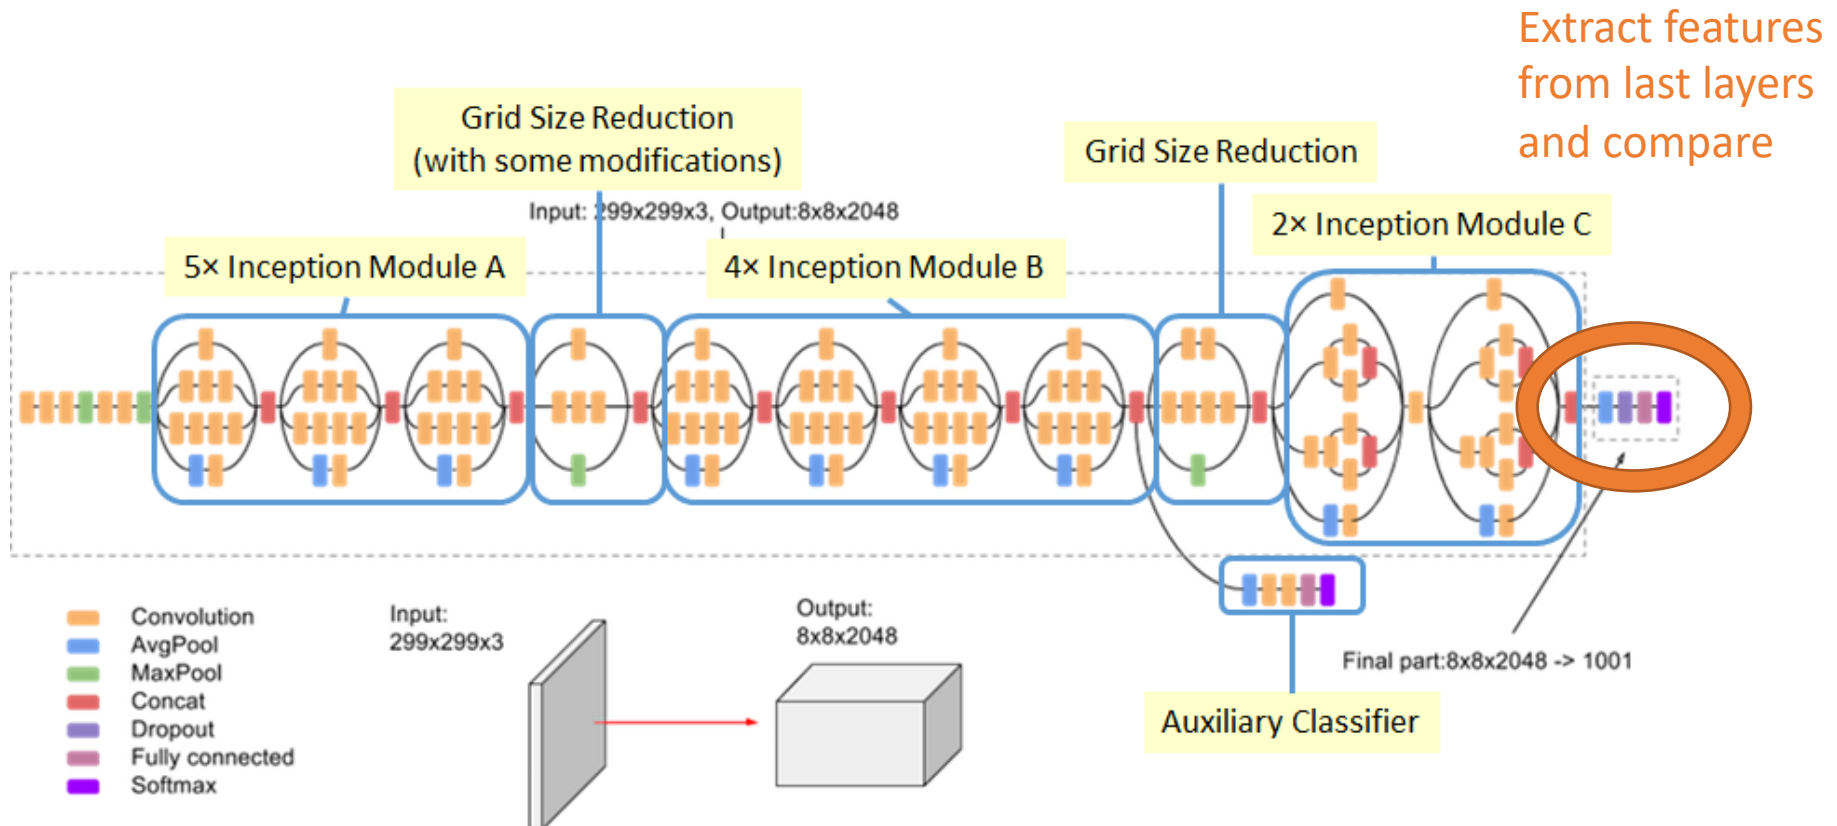 Extract features
from last layers
and compare
Grid Size Reduction
(with some modifications)
Grid Size Reduction
Input: 299x299x3, Output:8x8x2048
2× Inception Module C
5× Inception Module A
4× Inception Module B
Convolution
AvgPool
MaxPool
Concat
Dropout
Fully connected
Softmax
Input:
299x299x3
Output:
8x8x2048
Final part:8x8x2048 -> 1001
Auxiliary Classifier